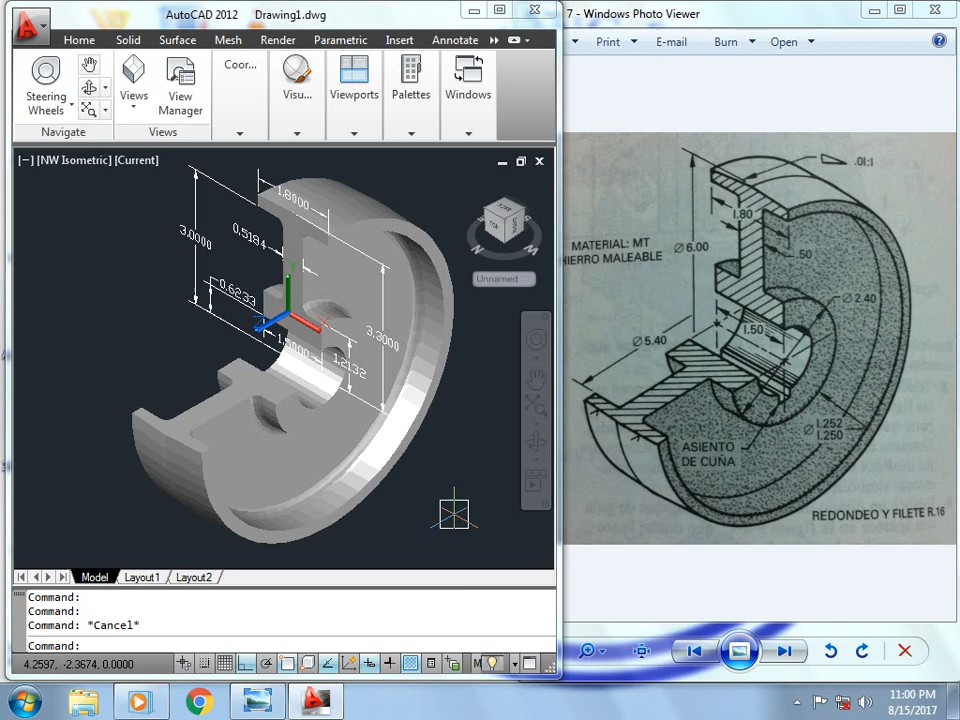 AutoCAD 2012 Drawing1.dwg
Home Solid Surface Mesh Render Parametric Insert Annotate
Steering Wheels
Views
View Manager
Coor...
Visu...
Viewports
Palettes
Windows
Navigate
Views
[−] [NW Isometric] [Current]
1.8000
3.0000
0.5184
0.6233
3.3000
1.5000
1.2132
Y
X
TOP
N
W
Unnamed
Model Layout1 Layout2
Command:
Command:
Command: *Cancel*
Command:
4.2597, -2.3674, 0.0000
7 - Windows Photo Viewer
Print E-mail Burn Open
.01:1
1.80
MATERIAL: MT
HIERRO MALEABLE
Ø 6.00
.50
Ø 2.40
1.50
Ø 5.40
Ø 1.252
1.250
ASIENTO
DE CUÑA
REDONDEO Y FILETE R.16
11:00 PM
8/15/2017